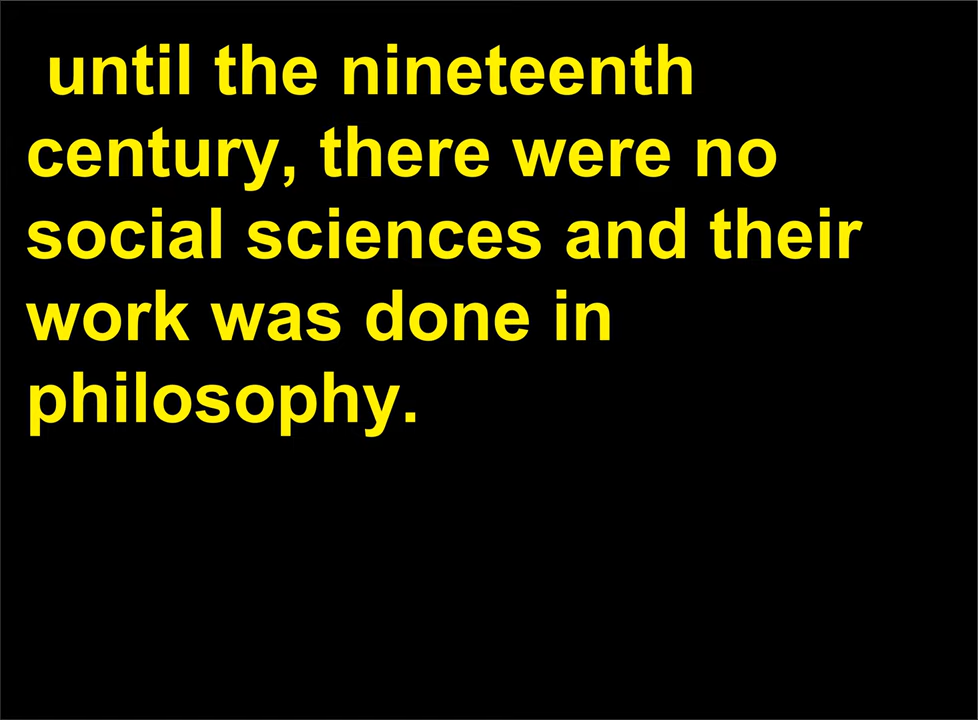 until the nineteenth
century, there were no
social sciences and their
work was done in
philosophy.